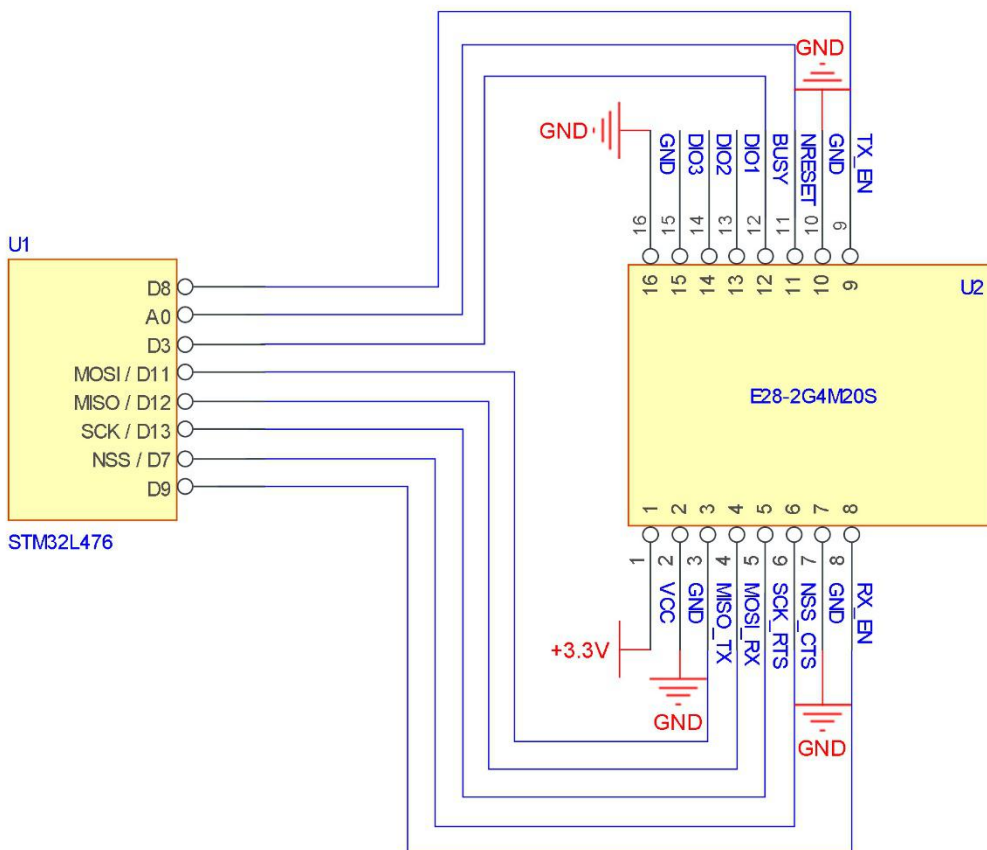 GND
GND
GND
DIO3
DIO2
DIO1
BUSY
NRESET
GND
TX_EN
16
15
14
13
12
11
10
9
U1
D8
A0
D3
MOSI / D11
MISO / D12
SCK / D13
NSS / D7
D9
STM32L476
16
15
14
13
12
11
10
9
U2
E28-2G4M20S
1
2
3
4
5
6
7
8
1
2
3
4
5
6
7
8
VCC
GND
MISO_TX
MOSI_RX
SCK_RTS
NSS_CTS
GND
RX_EN
+3.3V
GND
GND